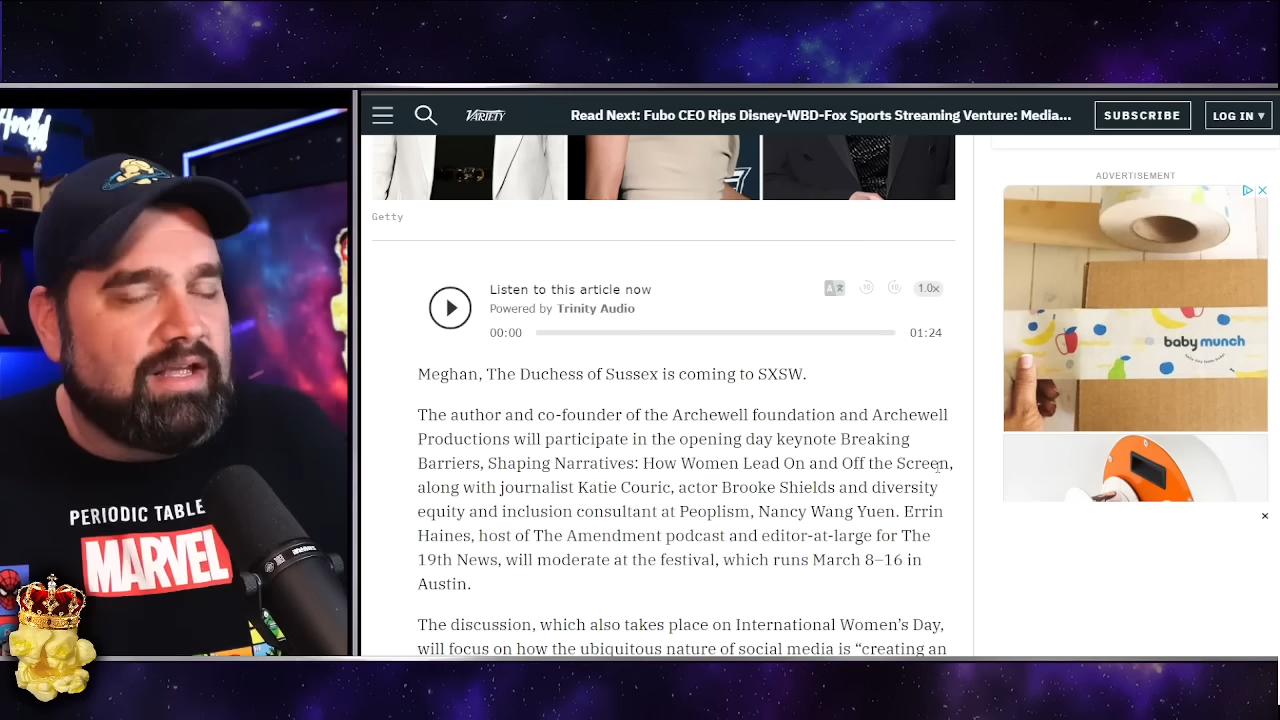 Andy
PERIODIC TABLE
MARVEL
VARIETY
Read Next: Fubo CEO Rips Disney-WBD-Fox Sports Streaming Venture: Media...
SUBSCRIBE
LOG IN ▾
Getty
Listen to this article now
Powered by Trinity Audio
10
10
1.0x
00:00
01:24
Meghan, The Duchess of Sussex is coming to SXSW.
The author and co-founder of the Archewell foundation and Archewell
Productions will participate in the opening day keynote Breaking
Barriers, Shaping Narratives: How Women Lead On and Off the Screen,
along with journalist Katie Couric, actor Brooke Shields and diversity
equity and inclusion consultant at Peoplism, Nancy Wang Yuen. Errin
Haines, host of The Amendment podcast and editor-at-large for The
19th News, will moderate at the festival, which runs March 8–16 in
Austin.
The discussion, which also takes place on International Women’s Day,
will focus on how the ubiquitous nature of social media is “creating an
ADVERTISEMENT
baby munch